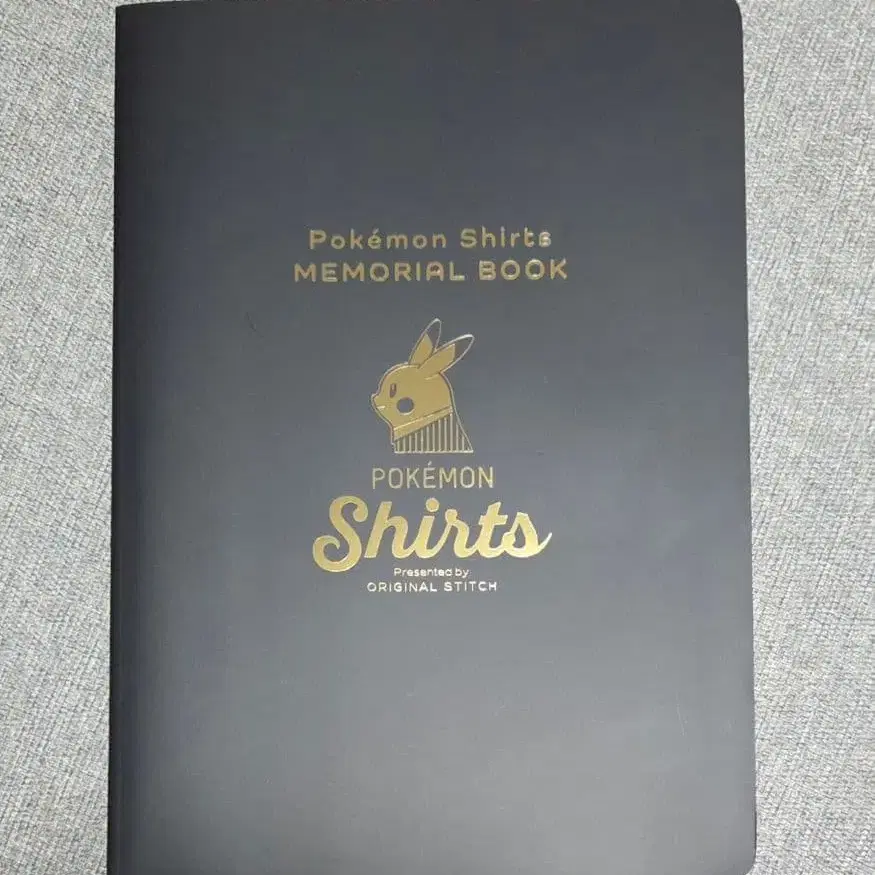 Pokémon Shirts
MEMORIAL BOOK
POKÉMON
Shirts
Presented by
ORIGINAL STITCH